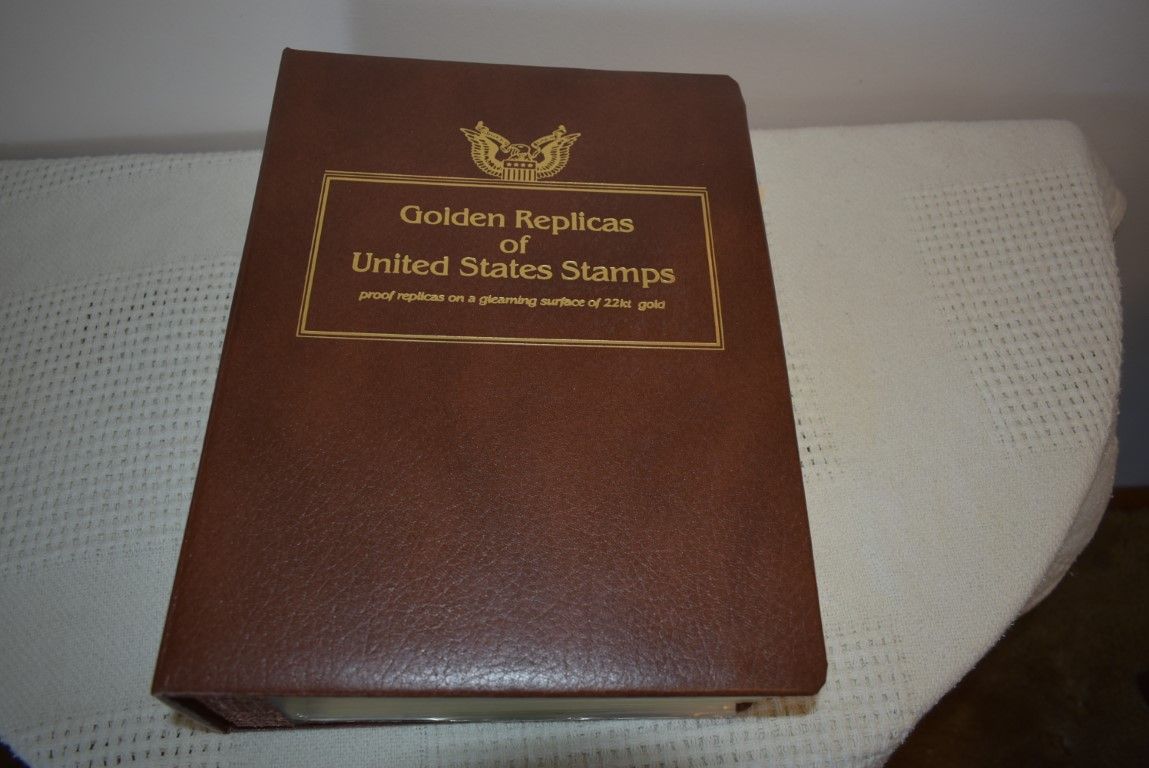 Golden Replicas
of
United States Stamps
proof replicas on a gleaming surface of 22kt gold